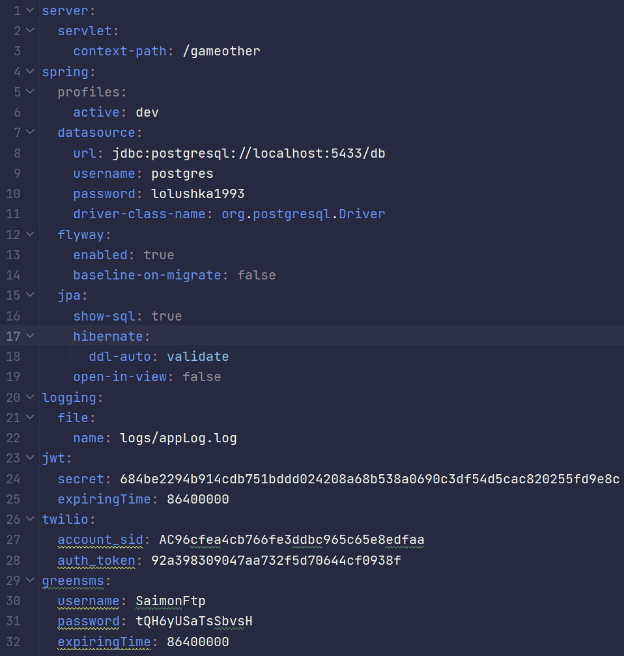 1 server:
2 servlet:
3 context-path: /gameother
4 spring:
5 profiles:
6 active: dev
7 datasource:
8 url: jdbc:postgresql://localhost:5433/db
9 username: postgres
10 password: lolushka1993
11 driver-class-name: org.postgresql.Driver
12 flyway:
13 enabled: true
14 baseline-on-migrate: false
15 jpa:
16 show-sql: true
17 hibernate:
18 ddl-auto: validate
19 open-in-view: false
20 logging:
21 file:
22 name: logs/appLog.log
23 jwt:
24 secret: 684be2294b914cdb751bddd024208a68b538a0690c3df54d5cac820255fd9e8c
25 expiringTime: 86400000
26 twilio:
27 account_sid: AC96cfea4cb766fe3ddbc965c65e8edfaa
28 auth_token: 92a398309047aa732f5d70644cf0938f
29 greensms:
30 username: SaimonFtp
31 password: tQH6yUSaTsSbvsH
32 expiringTime: 86400000